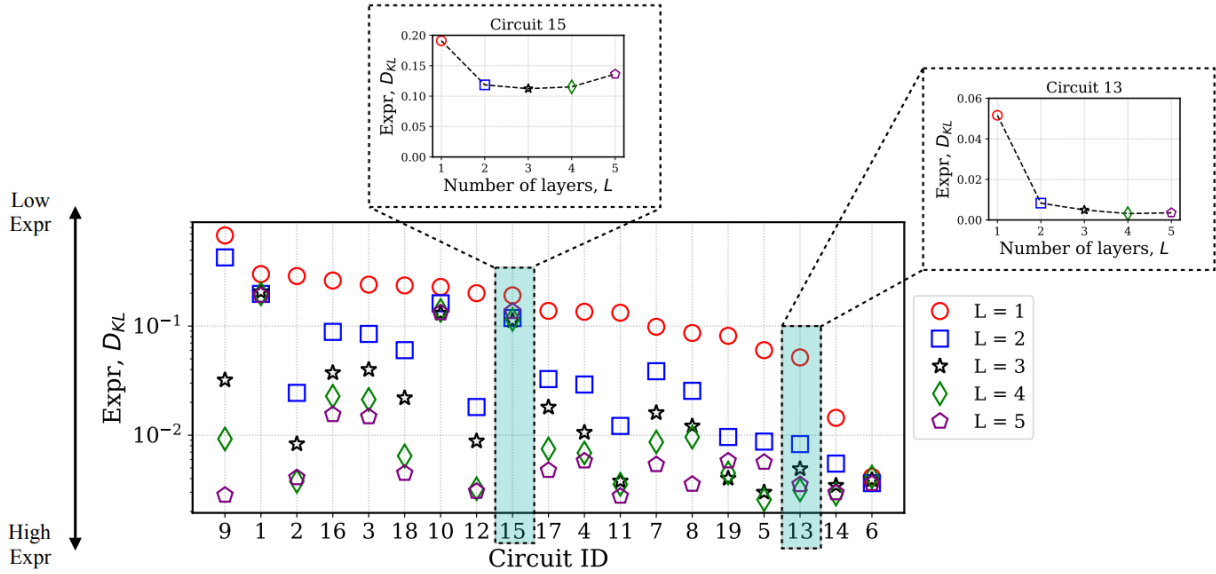 Circuit 15
0.20
0.15
0.10
0.05
0.00
Expr, D_KL
1 2 3 4 5
Number of layers, L
Circuit 13
0.06
0.04
0.02
0.00
Expr, D_KL
1 2 3 4 5
Number of layers, L
Low
Expr
High
Expr
Expr, D_KL
10⁻¹
10⁻²
9 1 2 16 3 18 10 12 15 17 4 11 7 8 19 5 13 14 6
Circuit ID
L = 1
L = 2
L = 3
L = 4
L = 5